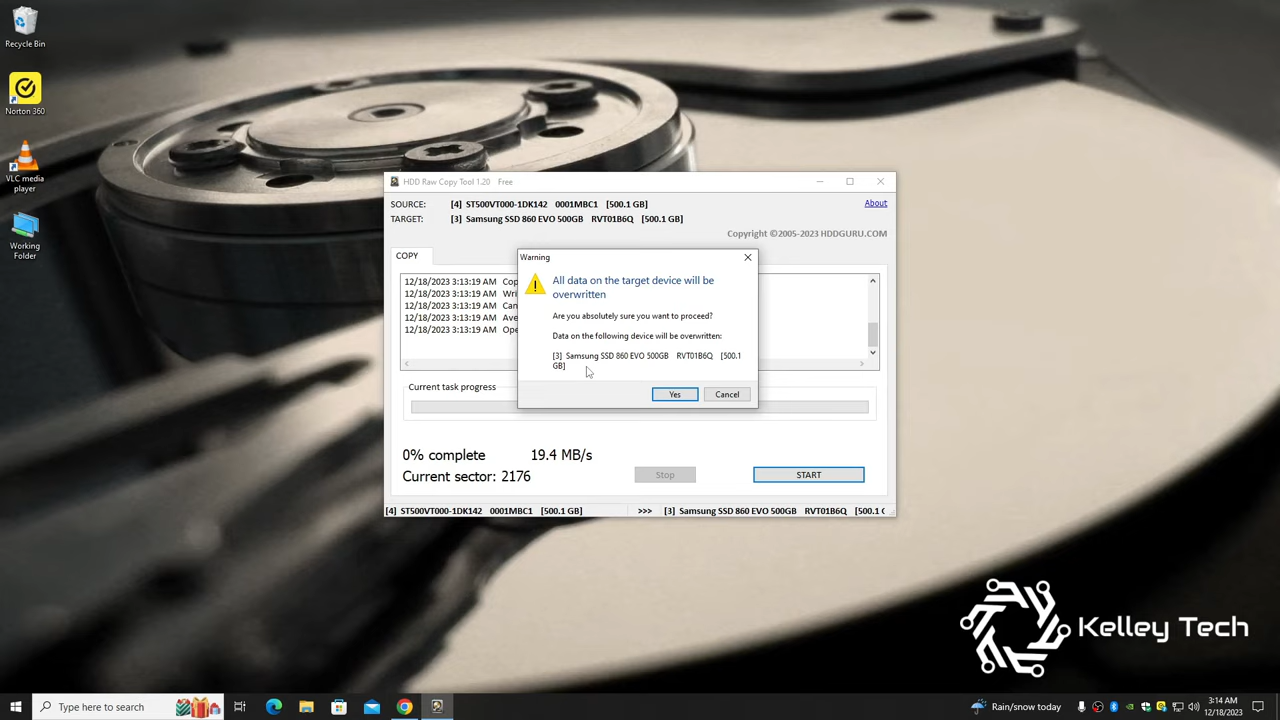 Recycle Bin
Norton 360
VLC media
player
Working
Folder
HDD Raw Copy Tool 1.20 Free
SOURCE: [4] ST500VT000-1DK142 0001MBC1 [500.1 GB]
About
TARGET: [3] Samsung SSD 860 EVO 500GB RVT01B6Q [500.1 GB]
Copyright ©2005-2023 HDDGURU.COM
COPY
12/18/2023 3:13:19 AM Cop
12/18/2023 3:13:19 AM Wri
12/18/2023 3:13:19 AM Can
12/18/2023 3:13:19 AM Ave
12/18/2023 3:13:19 AM Ope
Warning
All data on the target device will be
overwritten
Are you absolutely sure you want to proceed?
Data on the following device will be overwritten:
[3] Samsung SSD 860 EVO 500GB RVT01B6Q [500.1
GB]
Yes Cancel
Current task progress
0% complete 19.4 MB/s
Current sector: 2176
Stop START
[4] ST500VT000-1DK142 0001MBC1 [500.1 GB] >>> [3] Samsung SSD 860 EVO 500GB RVT01B6Q [500.1 
Kelley Tech
Type here to search
Rain/snow today
3:14 AM
12/18/2023